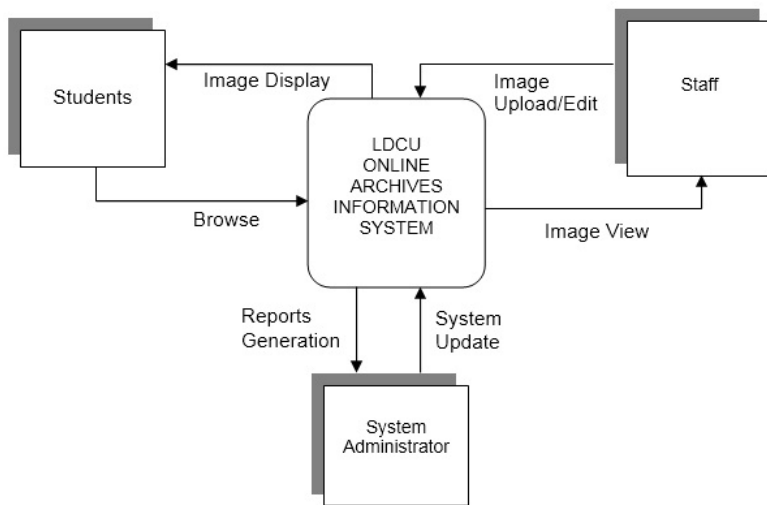 Students
Image Display
Image
Upload/Edit
Staff
LDCU
ONLINE
ARCHIVES
INFORMATION
SYSTEM
Browse
Image View
Reports
Generation
System
Update
System
Administrator